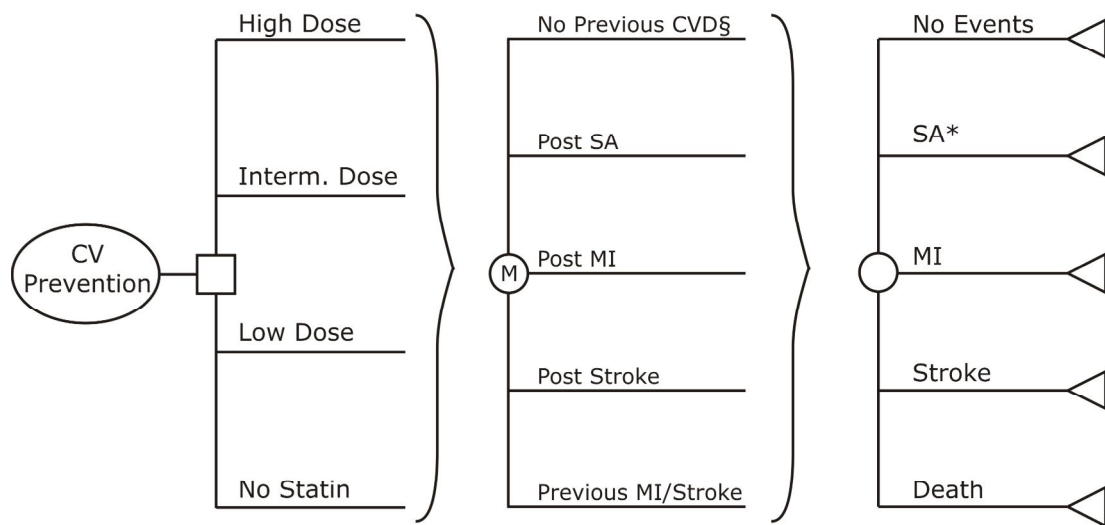 CV
Prevention
High Dose
Interm. Dose
Low Dose
No Statin
M
No Previous CVD§
Post SA
Post MI
Post Stroke
Previous MI/Stroke
No Events
SA*
MI
Stroke
Death